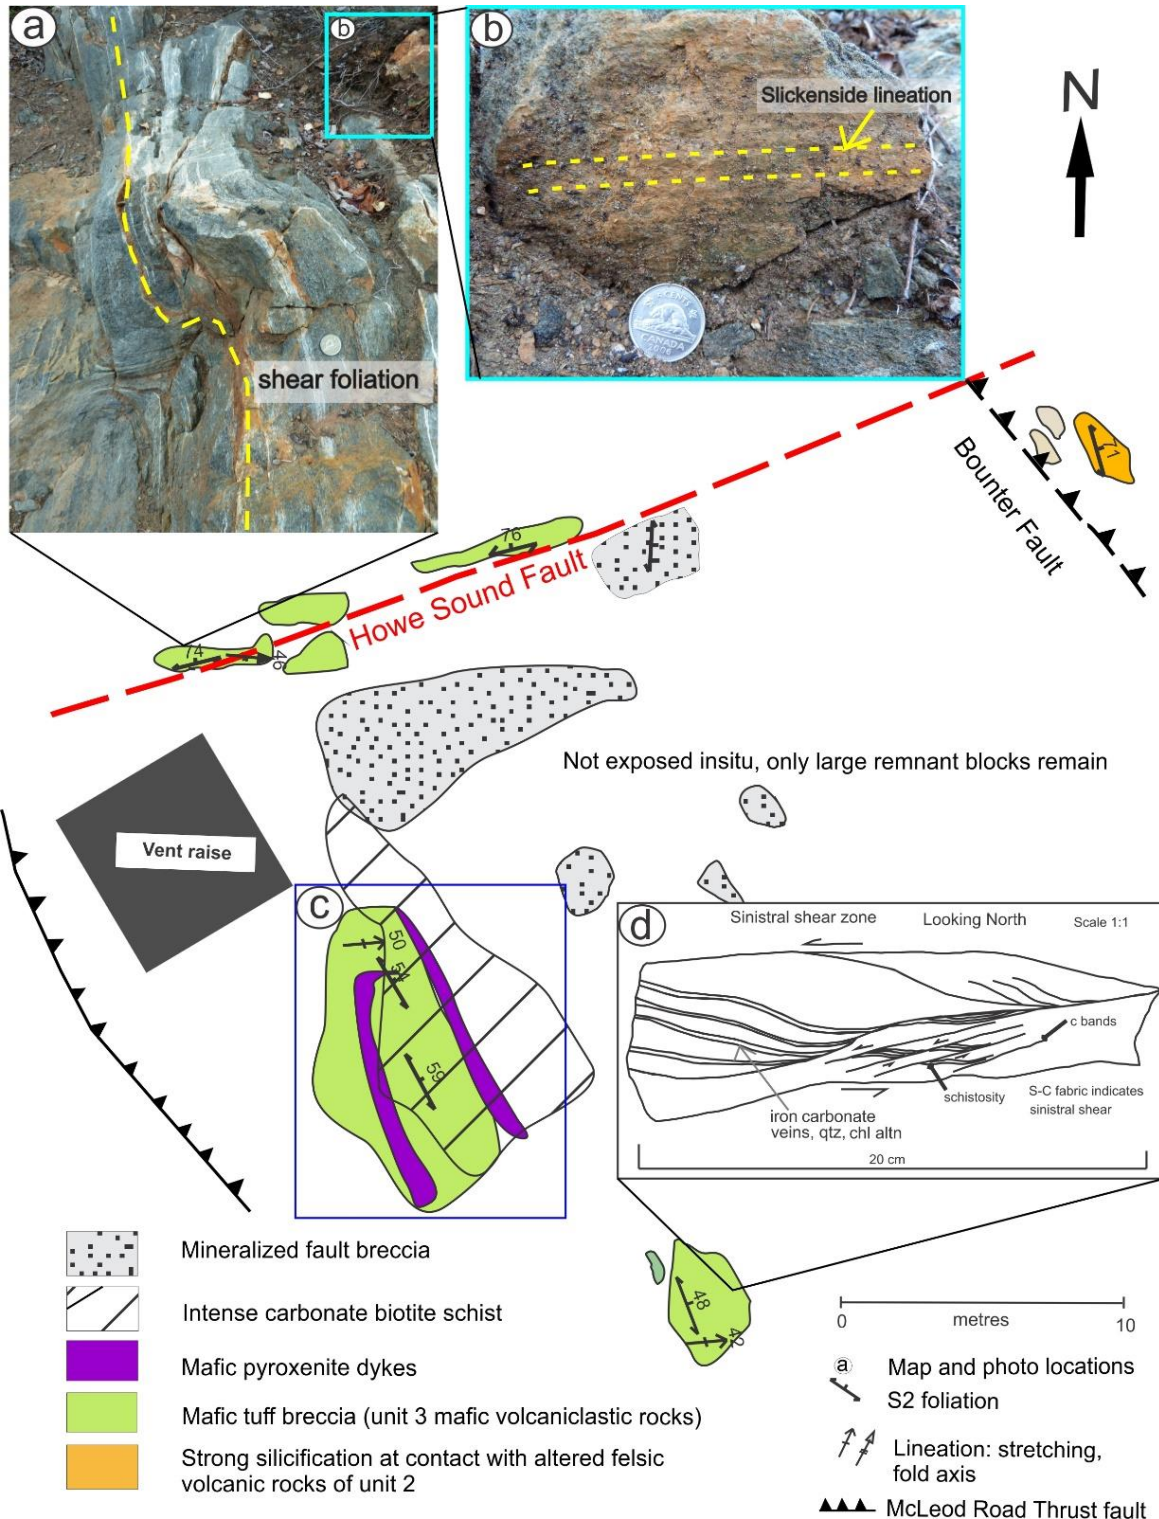 a
b
shear foliation
b
Slickenside lineation
CENTS
CANADA
2006
N
Bounter Fault
71
76
Howe Sound Fault
74
46
Not exposed insitu, only large remnant blocks remain
Vent raise
c
50
51
59
d
Sinistral shear zone
Looking North
Scale 1:1
c bands
schistosity
S-C fabric indicates
sinistral shear
iron carbonate
veins, qtz, chl altn
20 cm
48
42
Mineralized fault breccia
Intense carbonate biotite schist
Mafic pyroxenite dykes
Mafic tuff breccia (unit 3 mafic volcaniclastic rocks)
Strong silicification at contact with altered felsic
volcanic rocks of unit 2
0
metres
10
a
Map and photo locations
S2 foliation
Lineation: stretching,
fold axis
McLeod Road Thrust fault